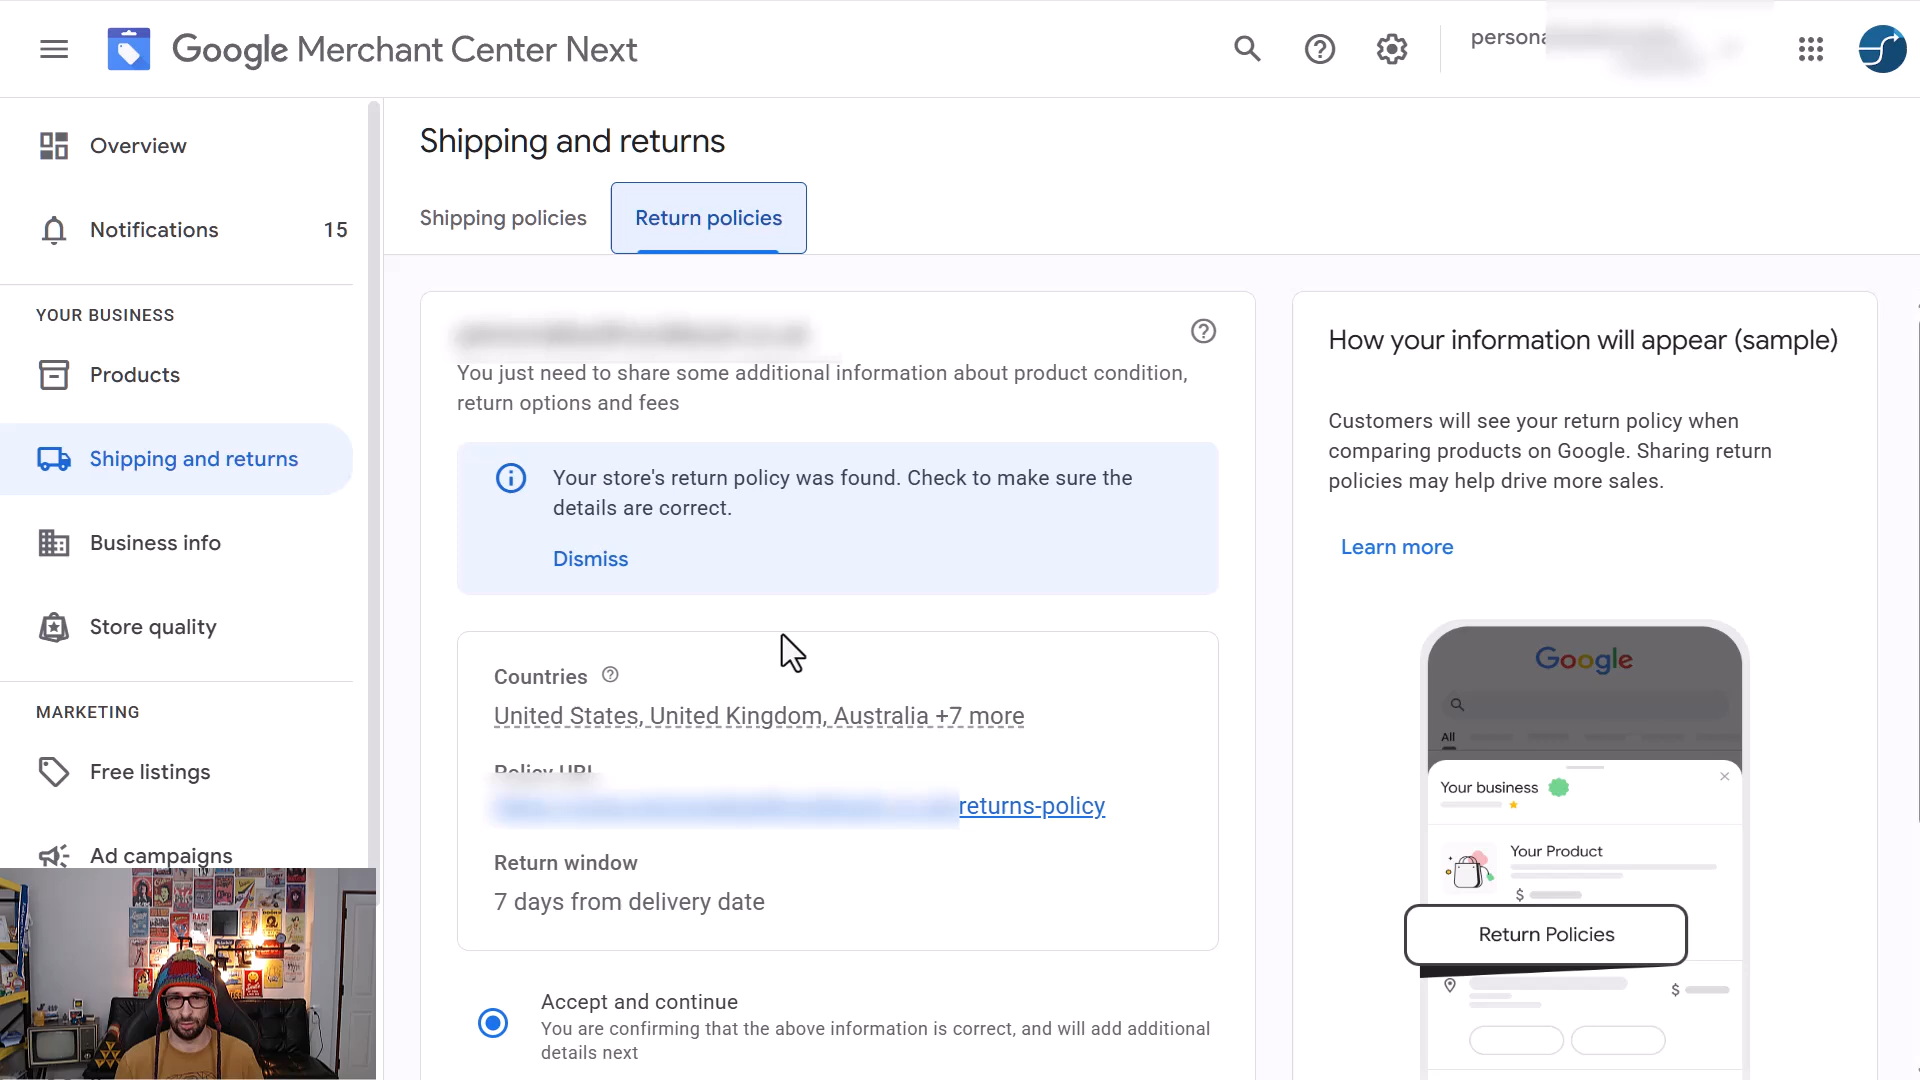 Google Merchant Center Next
persona
Overview
Notifications 15
YOUR BUSINESS
Products
Shipping and returns
Business info
Store quality
MARKETING
Free listings
Ad campaigns
Shipping and returns
Shipping policies
Return policies
You just need to share some additional information about product condition,
return options and fees
Your store's return policy was found. Check to make sure the
details are correct.
Dismiss
Countries
United States, United Kingdom, Australia +7 more
Policy URL
returns-policy
Return window
7 days from delivery date
Accept and continue
You are confirming that the above information is correct, and will add additional
details next
How your information will appear (sample)
Customers will see your return policy when
comparing products on Google. Sharing return
policies may help drive more sales.
Learn more
Google
All
Your business
Your Product
$
Return Policies
$